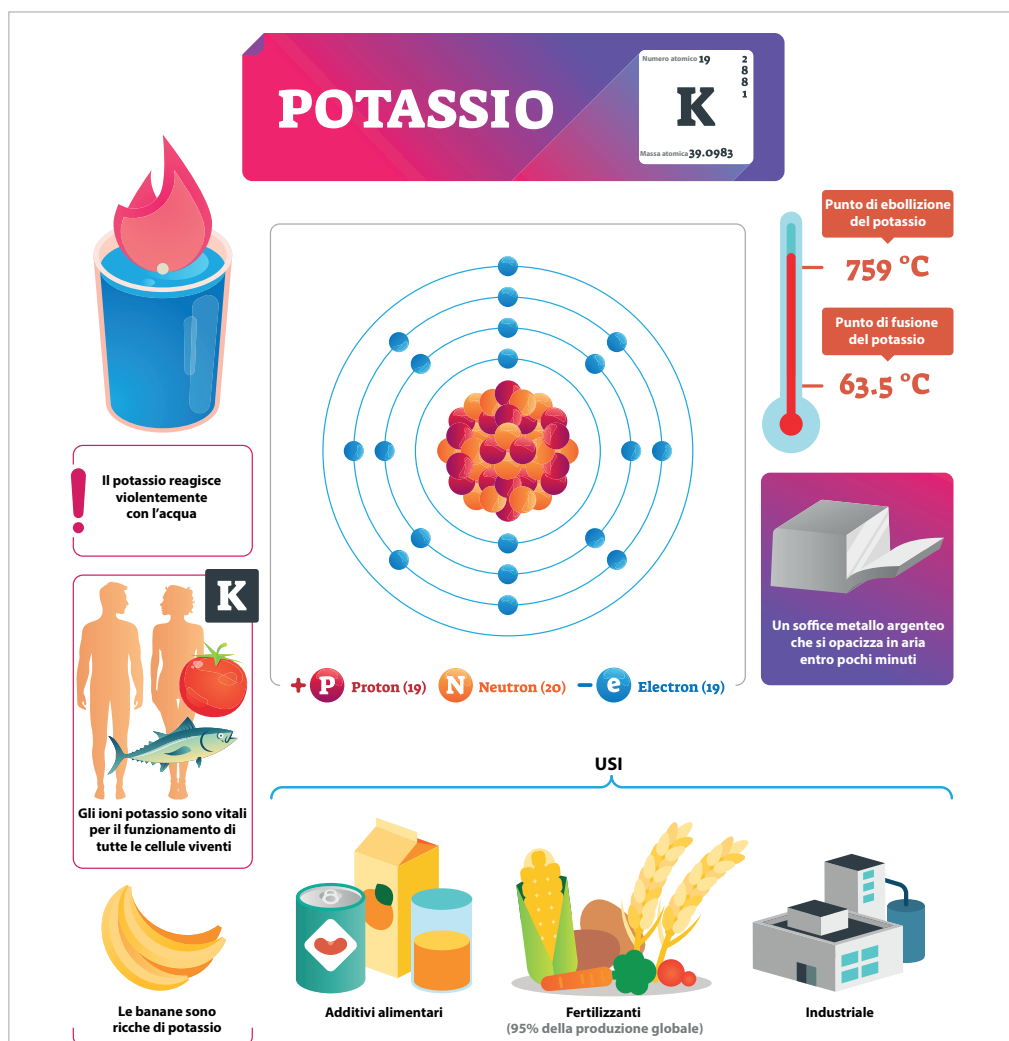 POTASSIO
Numero atomico 19
2
8
8
1
K
Massa atomica 39.0983
Punto di ebollizione
del potassio
759 °C
Punto di fusione
del potassio
63.5 °C
Il potassio reagisce
violentemente
con l'acqua
K
Gli ioni potassio sono vitali
per il funzionamento di
tutte le cellule viventi
Le banane sono
ricche di potassio
+ P Proton (19) N Neutron (20) − e Electron (19)
Un soffice metallo argenteo
che si opacizza in aria
entro pochi minuti
USI
Additivi alimentari
Fertilizzanti
(95% della produzione globale)
Industriale